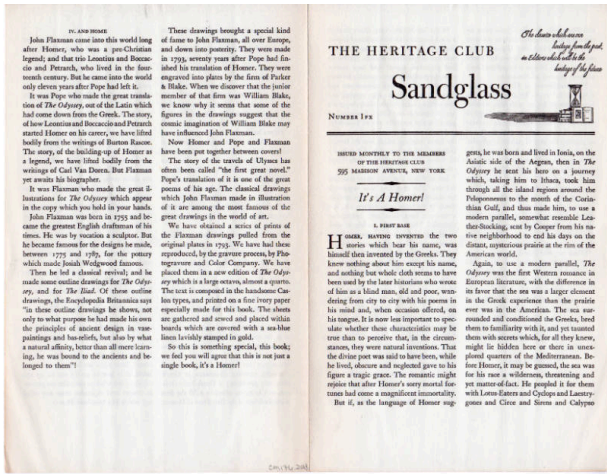 IV. AND HOME
John Flaxman came into this world long
after Homer, who was a pre-Christian
legend; and that trio Leontius and Boccac-
cio and Petrarch, who lived in the four-
teenth century. But he came into the world
only eleven years after Pope had left it.
It was Pope who made the great transla-
tion of The Odyssey, out of the Latin which
had come down from the Greek. The story,
of how Leontius and Boccaccio and Petrarch
started Homer on his career, we have lifted
bodily from the writings of Burton Rascoe.
The story, of the building-up of Homer as
a legend, we have lifted bodily from the
writings of Carl Van Doren. But Flaxman
yet awaits his biographer.
It was Flaxman who made the great il-
lustrations for The Odyssey which appear
in the copy which you hold in your hands.
John Flaxman was born in 1755 and be-
came the greatest English draftsman of his
times. He was by vocation a sculptor. But
he became famous for the designs he made,
between 1775 and 1787, for the pottery
which made Josiah Wedgwood famous.
Then he led a classical revival; and he
made some outline drawings for The Odys-
sey, and for The Iliad. Of these outline
drawings, the Encyclopædia Britannica says
"in these outline drawings he shows, not
only to what purpose he had made his own
the principles of ancient design in vase-
paintings and bas-reliefs, but also by what
a natural affinity, better than all mere learn-
ing, he was bound to the ancients and be-
longed to them"!
These drawings brought a special kind
of fame to John Flaxman, all over Europe,
and down into posterity. They were made
in 1793, seventy years after Pope had fin-
ished his translation of Homer. They were
engraved into plates by the firm of Parker
& Blake. When we discover that the junior
member of that firm was William Blake,
we know why it seems that some of the
figures in the drawings suggest that the
cosmic imagination of William Blake may
have influenced John Flaxman.
Now Homer and Pope and Flaxman
have been put together between covers!
The story of the travels of Ulysses has
often been called "the first great novel."
Pope's translation of it is one of the great
poems of his age. The classical drawings
which John Flaxman made in illustration
of it are among the most famous of the
great drawings in the world of art.
We have obtained a series of prints of
the Flaxman drawings pulled from the
original plates in 1793. We have had these
reproduced, by the gravure process, by Pho-
togravure and Color Company. We have
placed them in a new edition of The Odys-
sey which is a large octavo, almost a quarto.
The text is composed in the handsome Cas-
lon types, and printed on a fine ivory paper
especially made for this book. The sheets
are gathered and sewed and placed within
boards which are covered with a sea-blue
linen lavishly stamped in gold.
So this is something special, this book;
we feel you will agree that this is not just a
single book, it's a Homer!
THE HERITAGE CLUB
Sandglass
NUMBER IPR
The classics which are our
heritage from the past,
in Editions which will be the
heritage of the future
ISSUED MONTHLY TO THE MEMBERS
OF THE HERITAGE CLUB
595 MADISON AVENUE, NEW YORK
It's A Homer!
I. FIRST BASE
HOMER, HAVING INVENTED the two
stories which bear his name, was
himself then invented by the Greeks. They
knew nothing about him except his name,
and nothing but whole cloth seems to have
been used by the later historians who wrote
of him as a blind man, old and poor, wan-
dering from city to city with his poems in
his mind and, when occasion offered, on
his tongue. It is now less important to spec-
ulate whether these characteristics may be
true than to perceive that, in the circum-
stances, they were natural inventions. That
the divine poet was said to have been, while
he lived, obscure and neglected gave to his
figure a tragic grace. The romantic might
rejoice that after Homer's sorry mortal for-
tunes had come a magnificent immortality.
But if, as the language of Homer sug-
gests, he was born and lived in Ionia, on the
Asiatic side of the Aegean, then in The
Odyssey he sent his hero on a journey
which, taking him to Ithaca, took him
through all the island regions around the
Peloponnesus to the mouth of the Corin-
thian Gulf, and thus made him, to use a
modern parallel, somewhat resemble Lea-
ther-Stocking, sent by Cooper from his na-
tive neighborhood to end his days on the
distant, mysterious prairie at the rim of the
American world.
Again, to use a modern parallel, The
Odyssey was the first Western romance in
European literature, with the difference in
its favor that the sea was a larger element
in the Greek experience than the prairie
ever was in the American. The sea sur-
rounded and conditioned the Greeks, bred
them to familiarity with it, and yet taunted
them with secrets which, for all they knew,
might lie hidden here or there in unex-
plored quarters of the Mediterranean. Be-
fore Homer, it may be guessed, the sea was
for his race a wilderness, threatening and
yet matter-of-fact. He peopled it for them
with Lotus-Eaters and Cyclops and Laestry-
gones and Circe and Sirens and Calypso